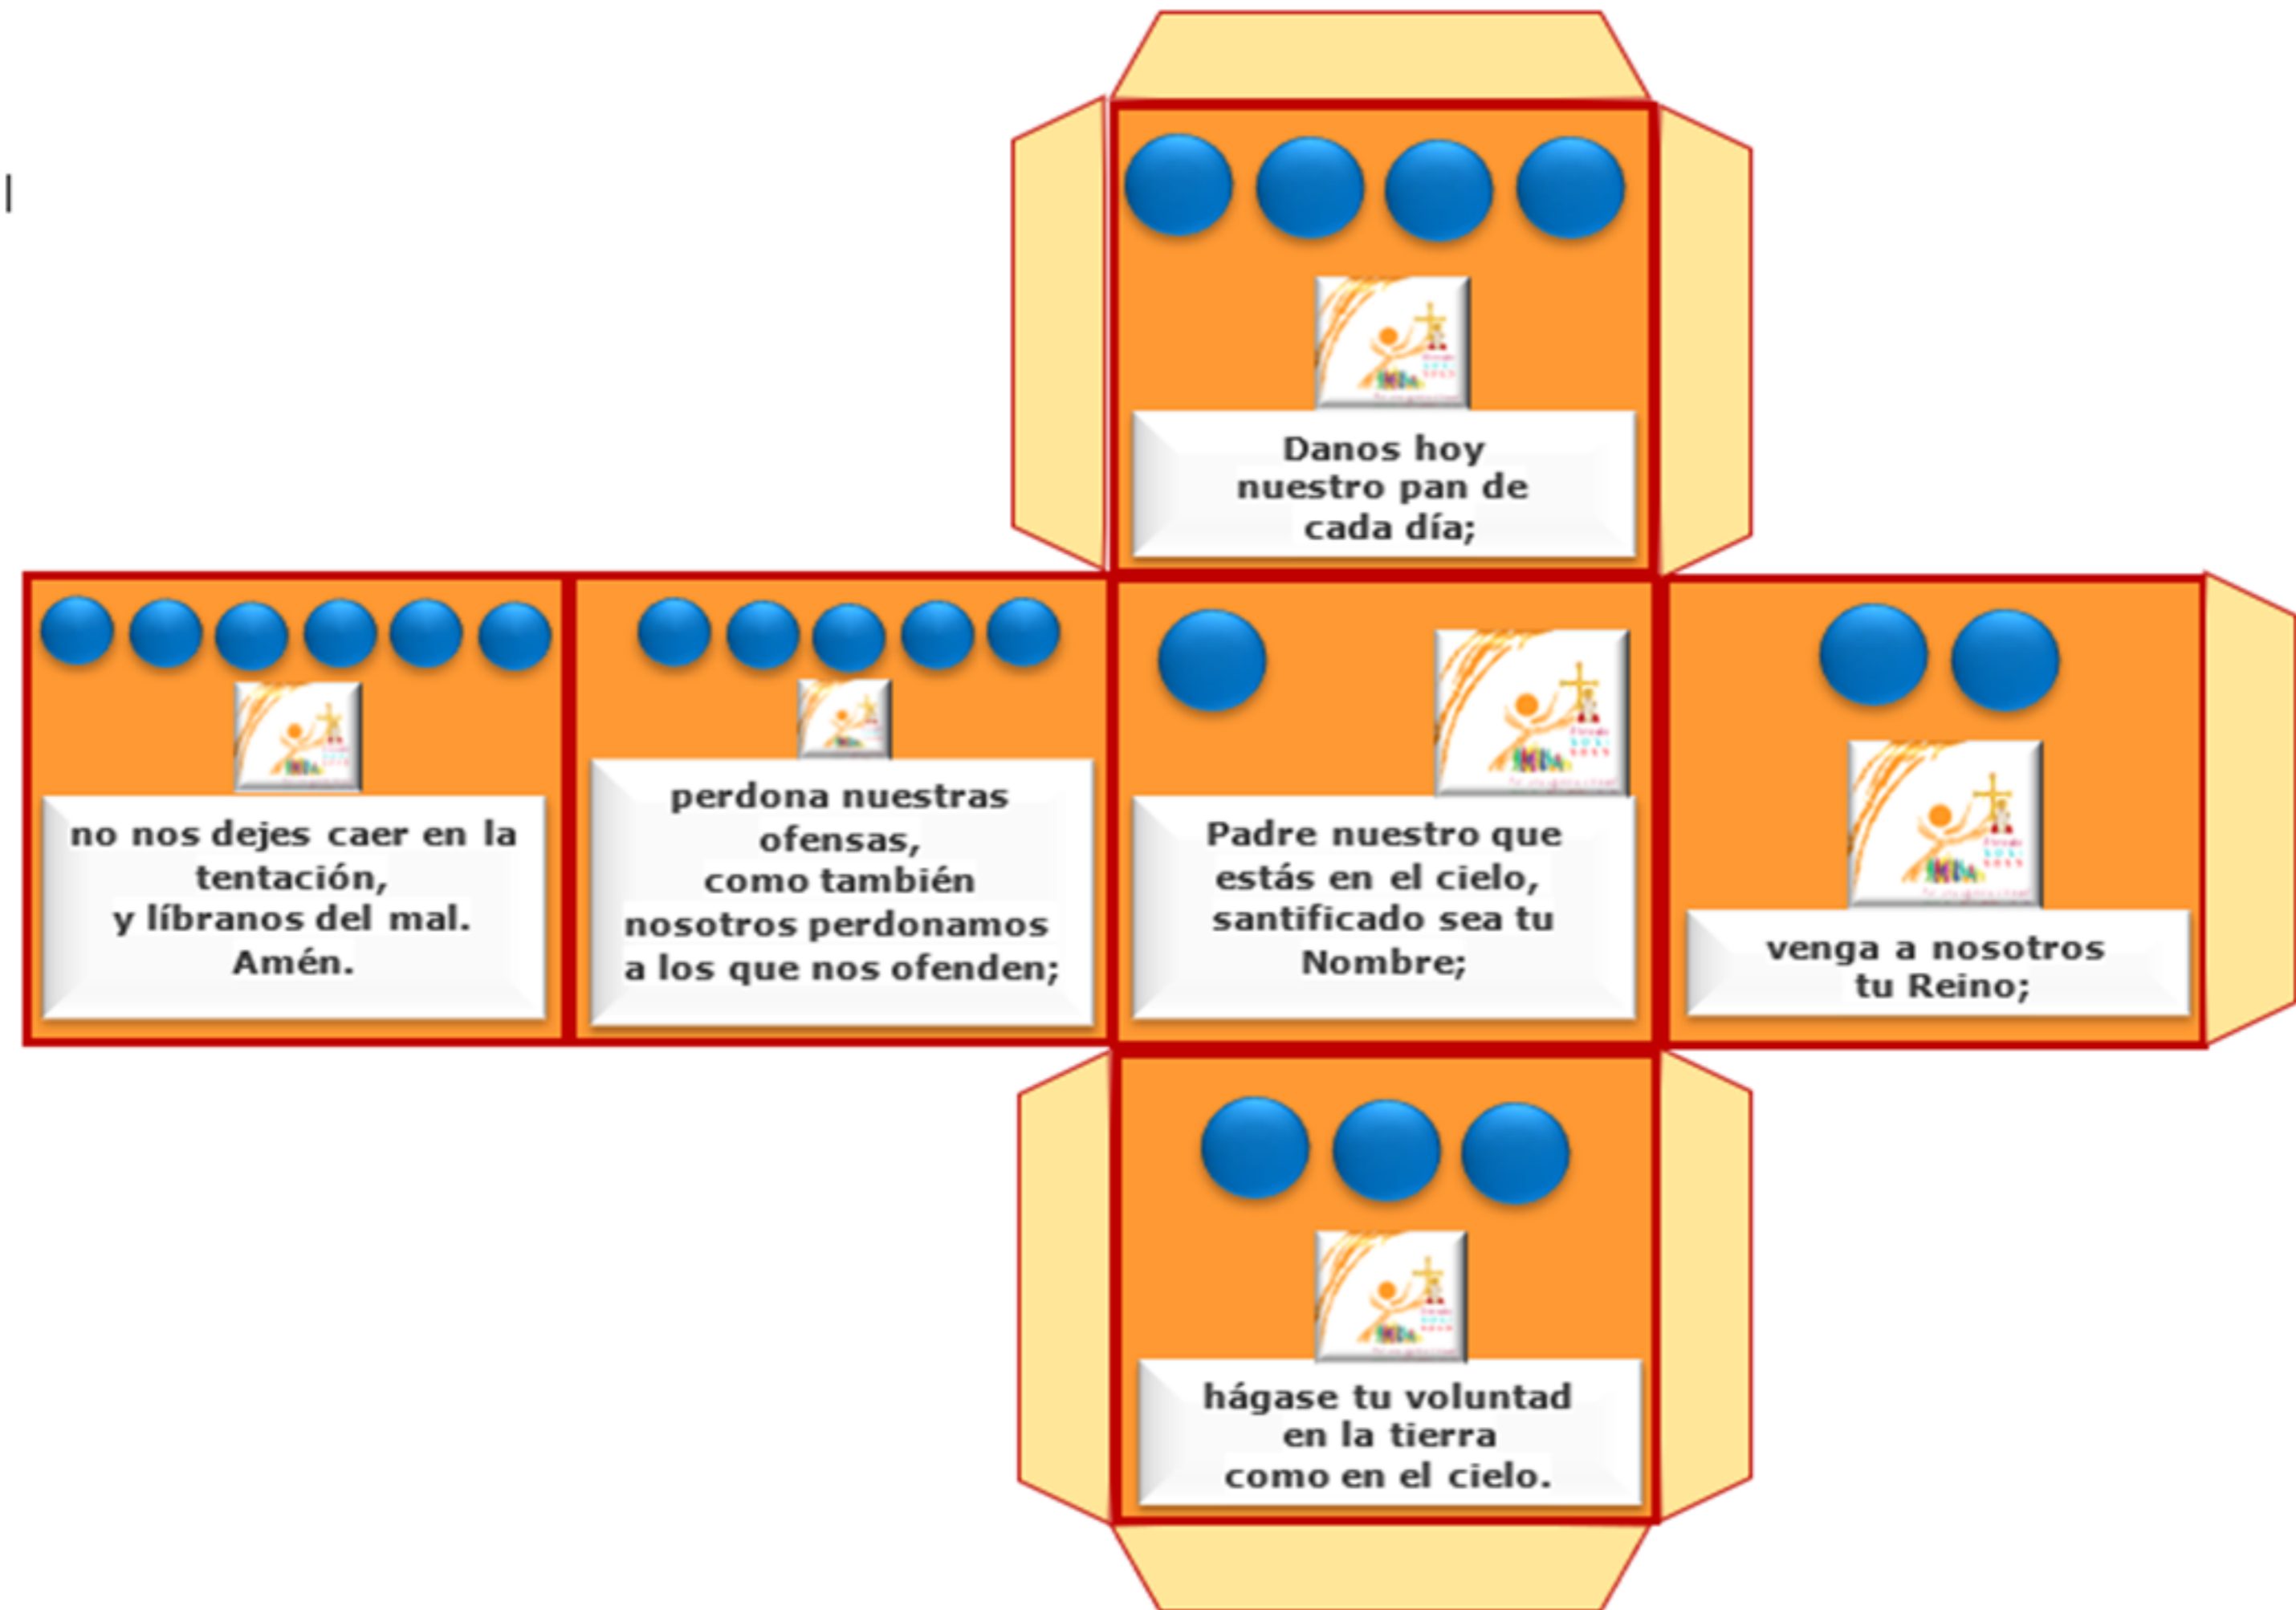 Danos hoy
nuestro pan de
cada día;
no nos dejes caer en la
tentación,
y líbranos del mal.
Amén.
perdona nuestras
ofensas,
como también
nosotros perdonamos
a los que nos ofenden;
Padre nuestro que
estás en el cielo,
santificado sea tu
Nombre;
venga a nosotros
tu Reino;
hágase tu voluntad
en la tierra
como en el cielo.